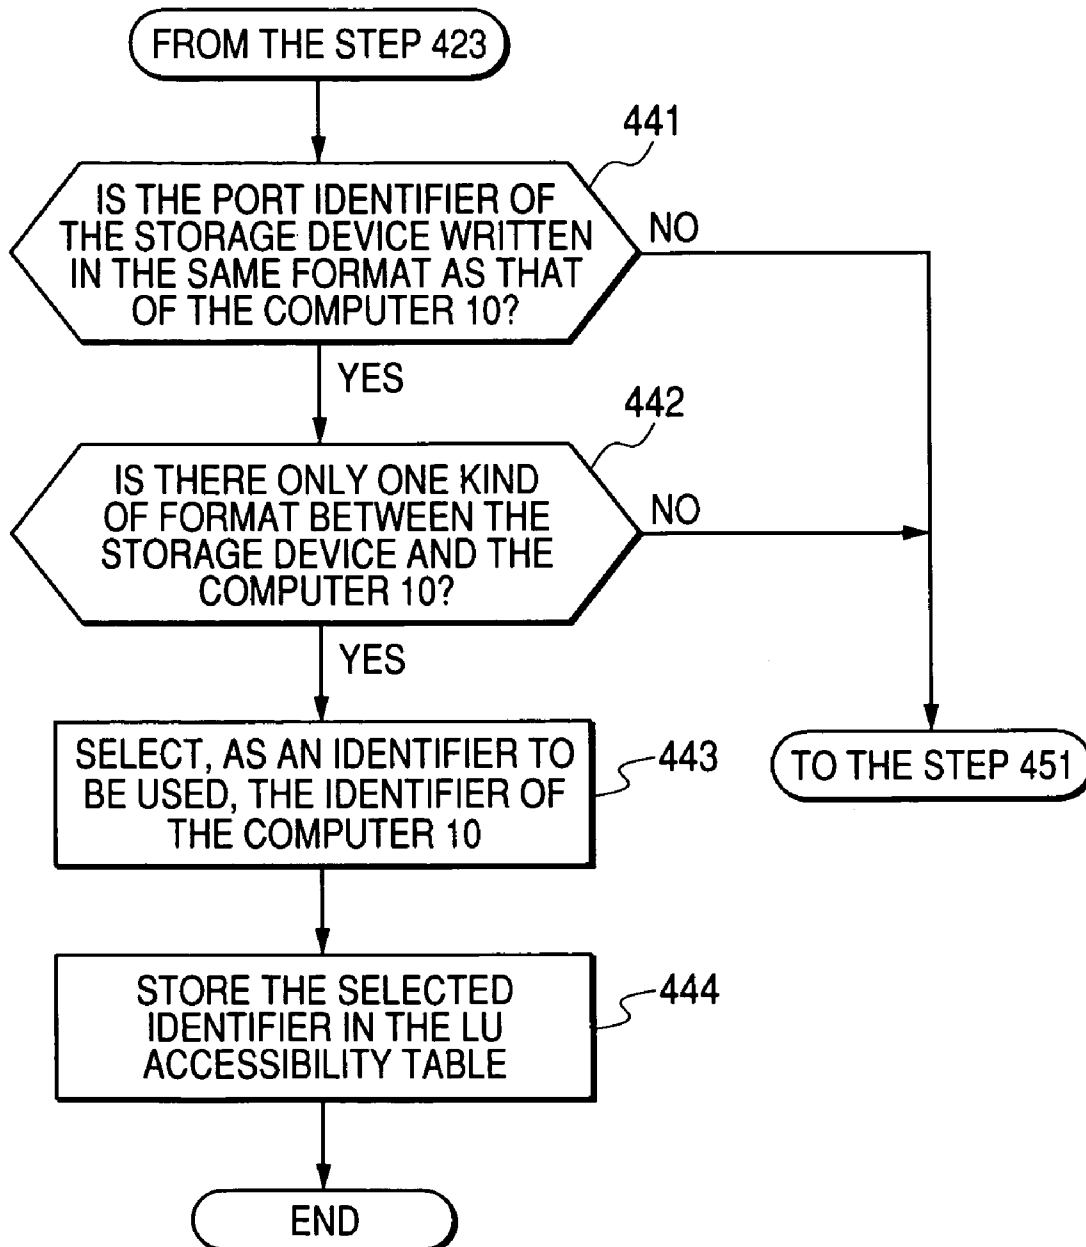 FROM THE STEP 423
441
IS THE PORT IDENTIFIER OF
THE STORAGE DEVICE WRITTEN
IN THE SAME FORMAT AS THAT
OF THE COMPUTER 10?
NO
YES
442
IS THERE ONLY ONE KIND
OF FORMAT BETWEEN THE
STORAGE DEVICE AND THE
COMPUTER 10?
NO
YES
SELECT, AS AN IDENTIFIER TO
BE USED, THE IDENTIFIER OF
THE COMPUTER 10
443
TO THE STEP 451
STORE THE SELECTED
IDENTIFIER IN THE LU
ACCESSIBILITY TABLE
444
END